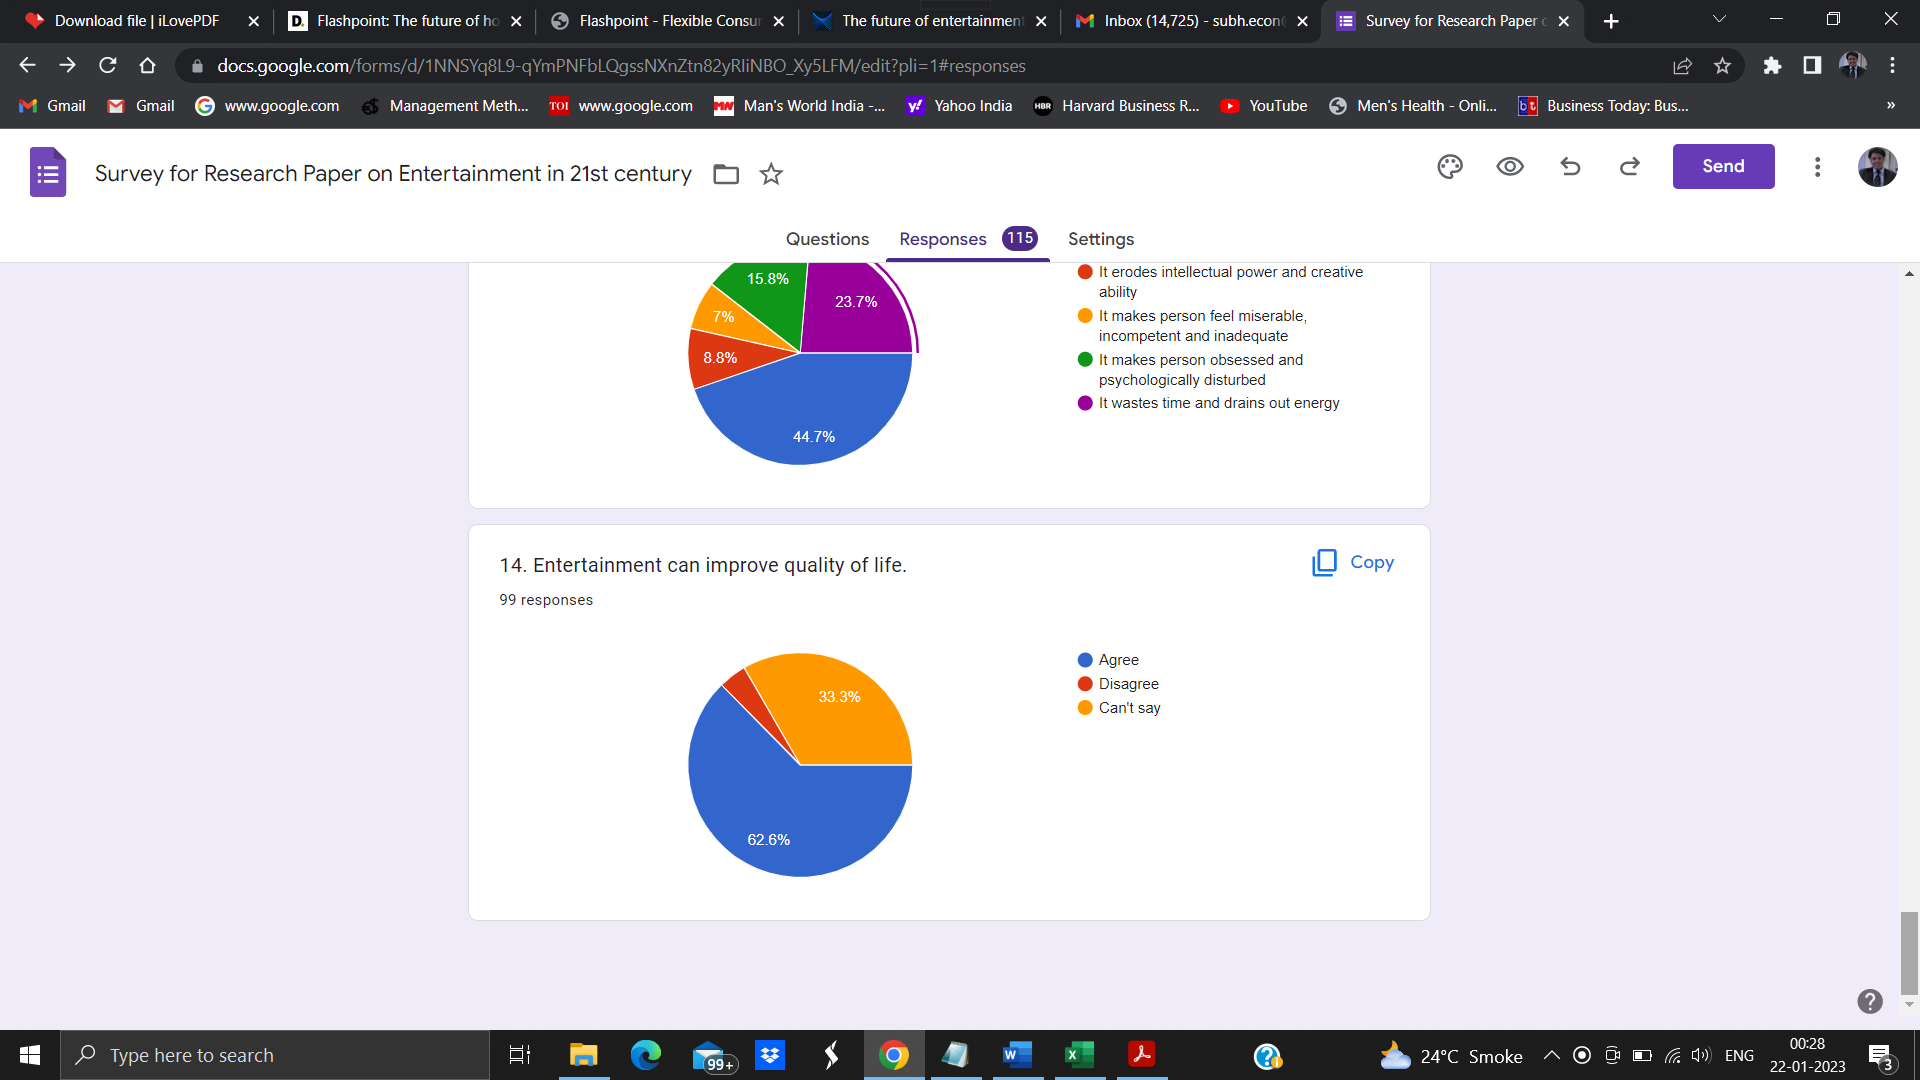 Download file | iLovePDF
D. Flashpoint: The future of ho
Flashpoint - Flexible Consur
The future of entertainment
Inbox (14,725) - subh.econ
Survey for Research Paper
docs.google.com/forms/d/1NNSYq8L9-qYmPNFbLQgssNXnZtn82yRliNBO_Xy5LFM/edit?pli=1#responses
Gmail
Gmail
www.google.com
Management Meth...
TOI www.google.com
MW Man's World India -...
y! Yahoo India
HBR Harvard Business R...
YouTube
Men's Health - Onli...
bt Business Today: Bus...
»
Survey for Research Paper on Entertainment in 21st century
Send
Questions
Responses 115
Settings
15.8%
23.7%
7%
8.8%
44.7%
It erodes intellectual power and creative
ability
It makes person feel miserable,
incompetent and inadequate
It makes person obsessed and
psychologically disturbed
It wastes time and drains out energy
14. Entertainment can improve quality of life.
Copy
99 responses
33.3%
62.6%
Agree
Disagree
Can't say
Type here to search
99+
24°C Smoke
ENG
00:28
22-01-2023
3